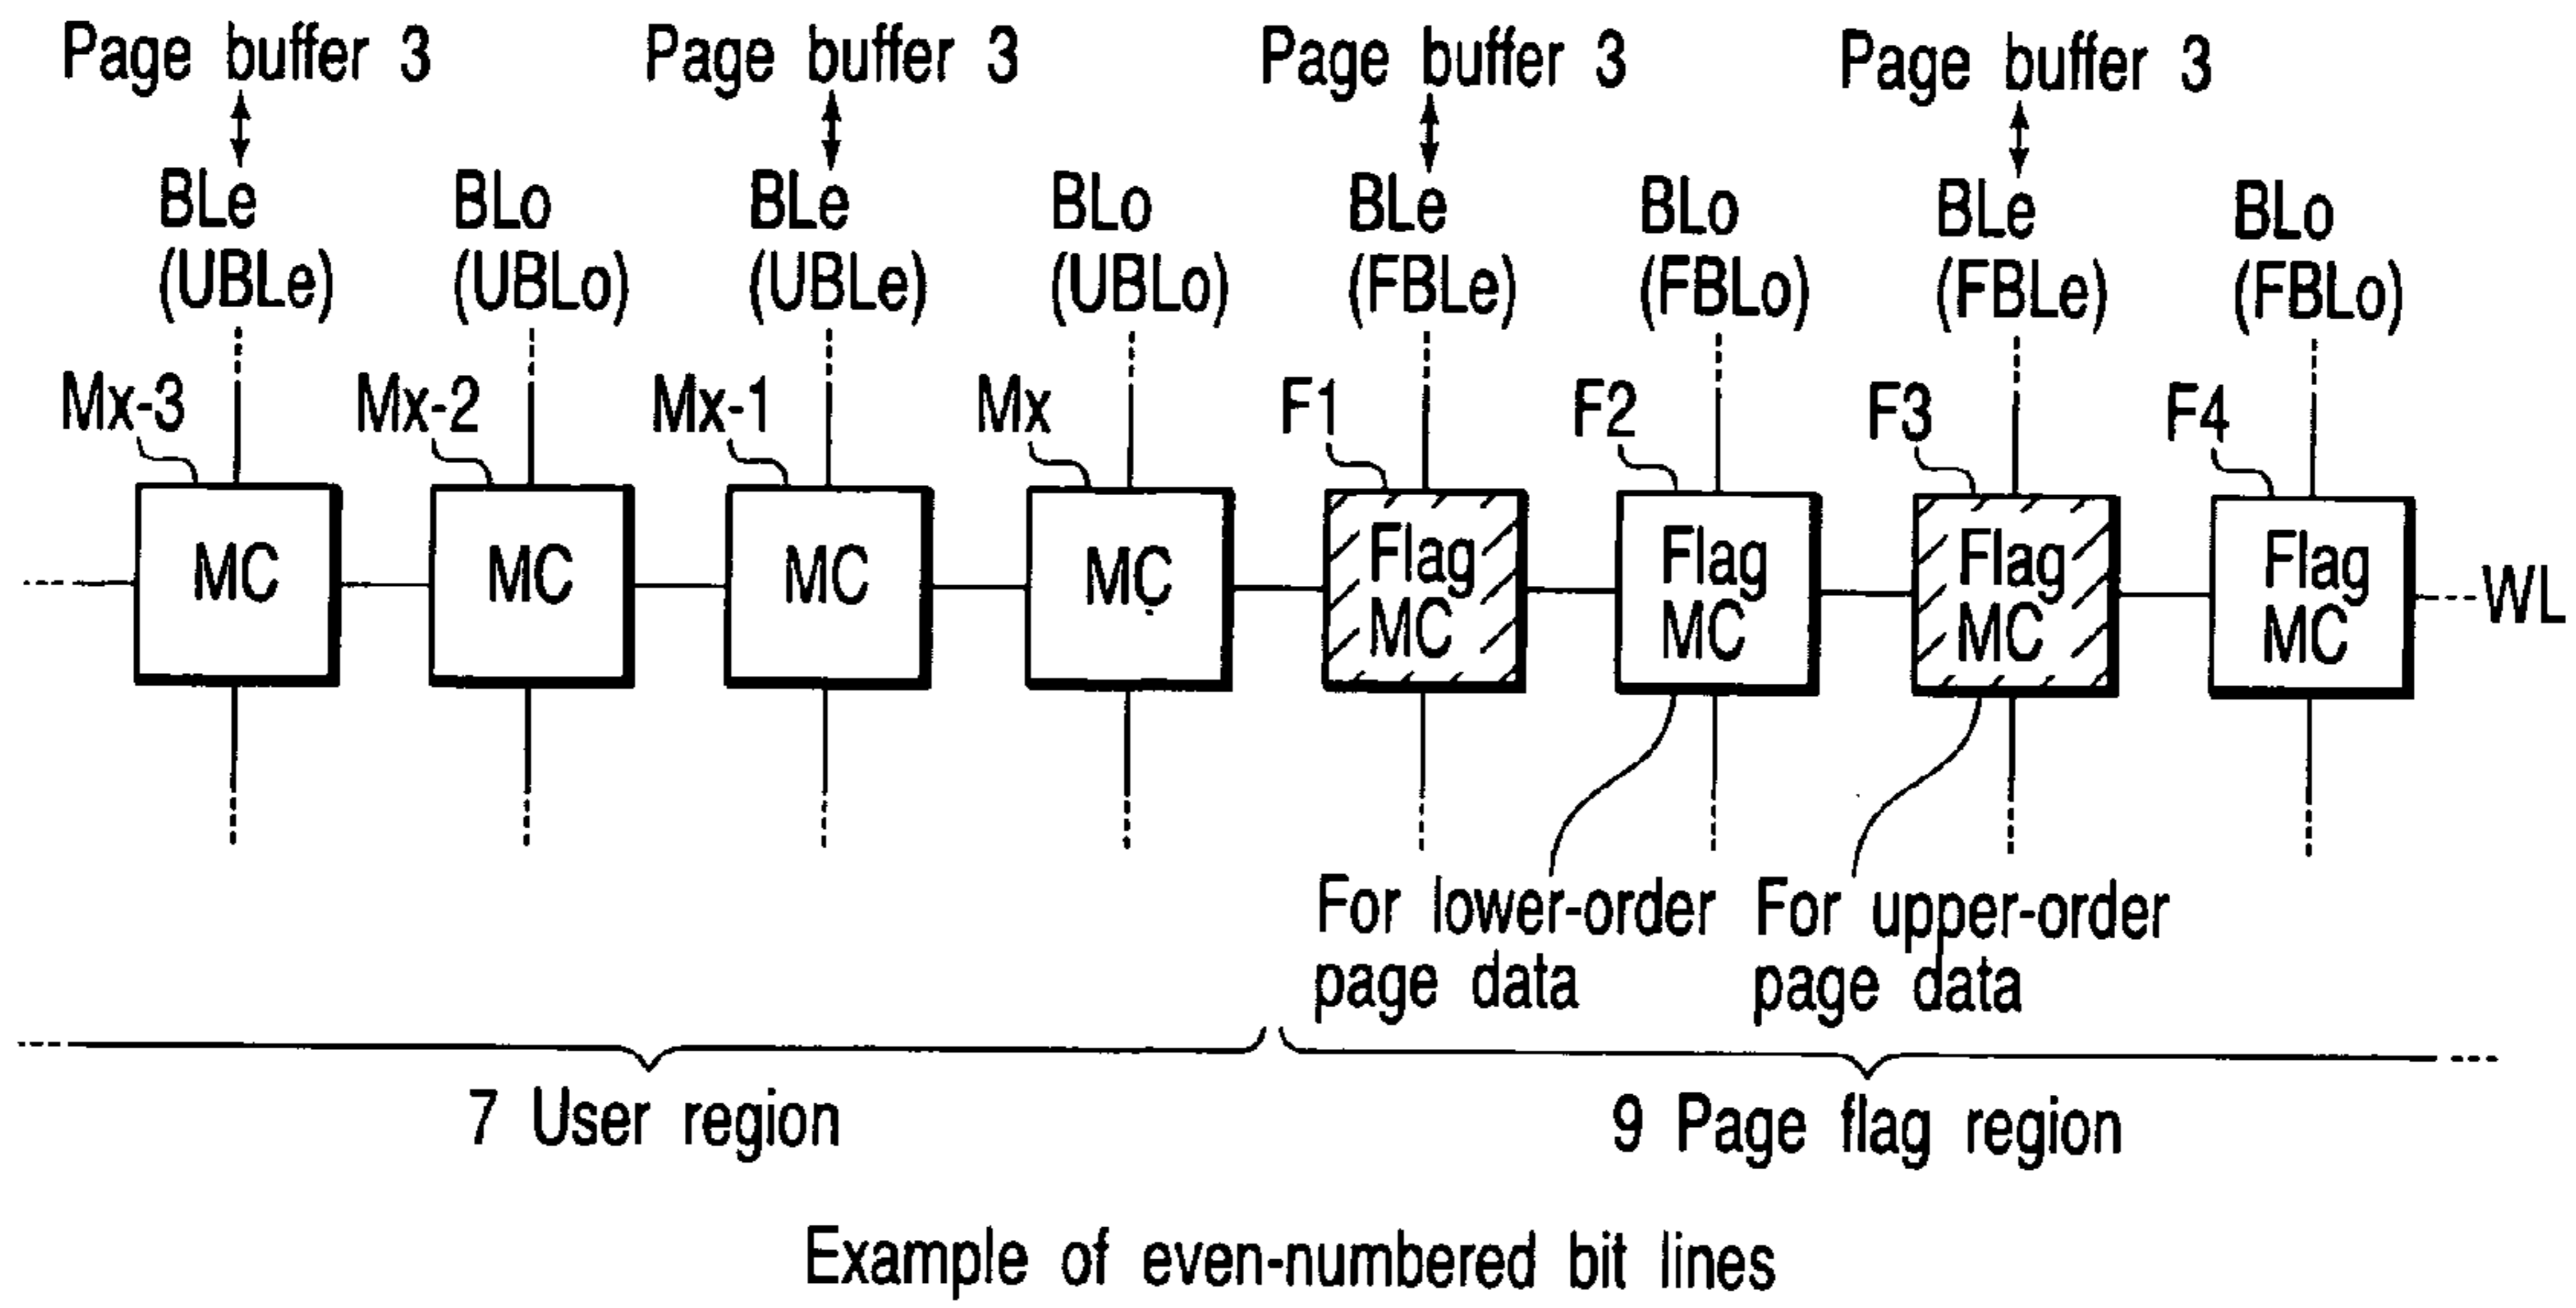 Page buffer 3 Page buffer 3 Page buffer 3 Page buffer 3
BLe BLo BLe BLo BLe BLo BLe BLo
(UBLe) (UBLo) (UBLe) (UBLo) (FBLe) (FBLo) (FBLe) (FBLo)
Mx-3 Mx-2 Mx-1 Mx F1 F2 F3 F4
MC MC MC MC Flag Flag Flag Flag
MC MC MC MC
WL
For lower-order
page data
For upper-order
page data
7 User region
9 Page flag region
Example of even-numbered bit lines